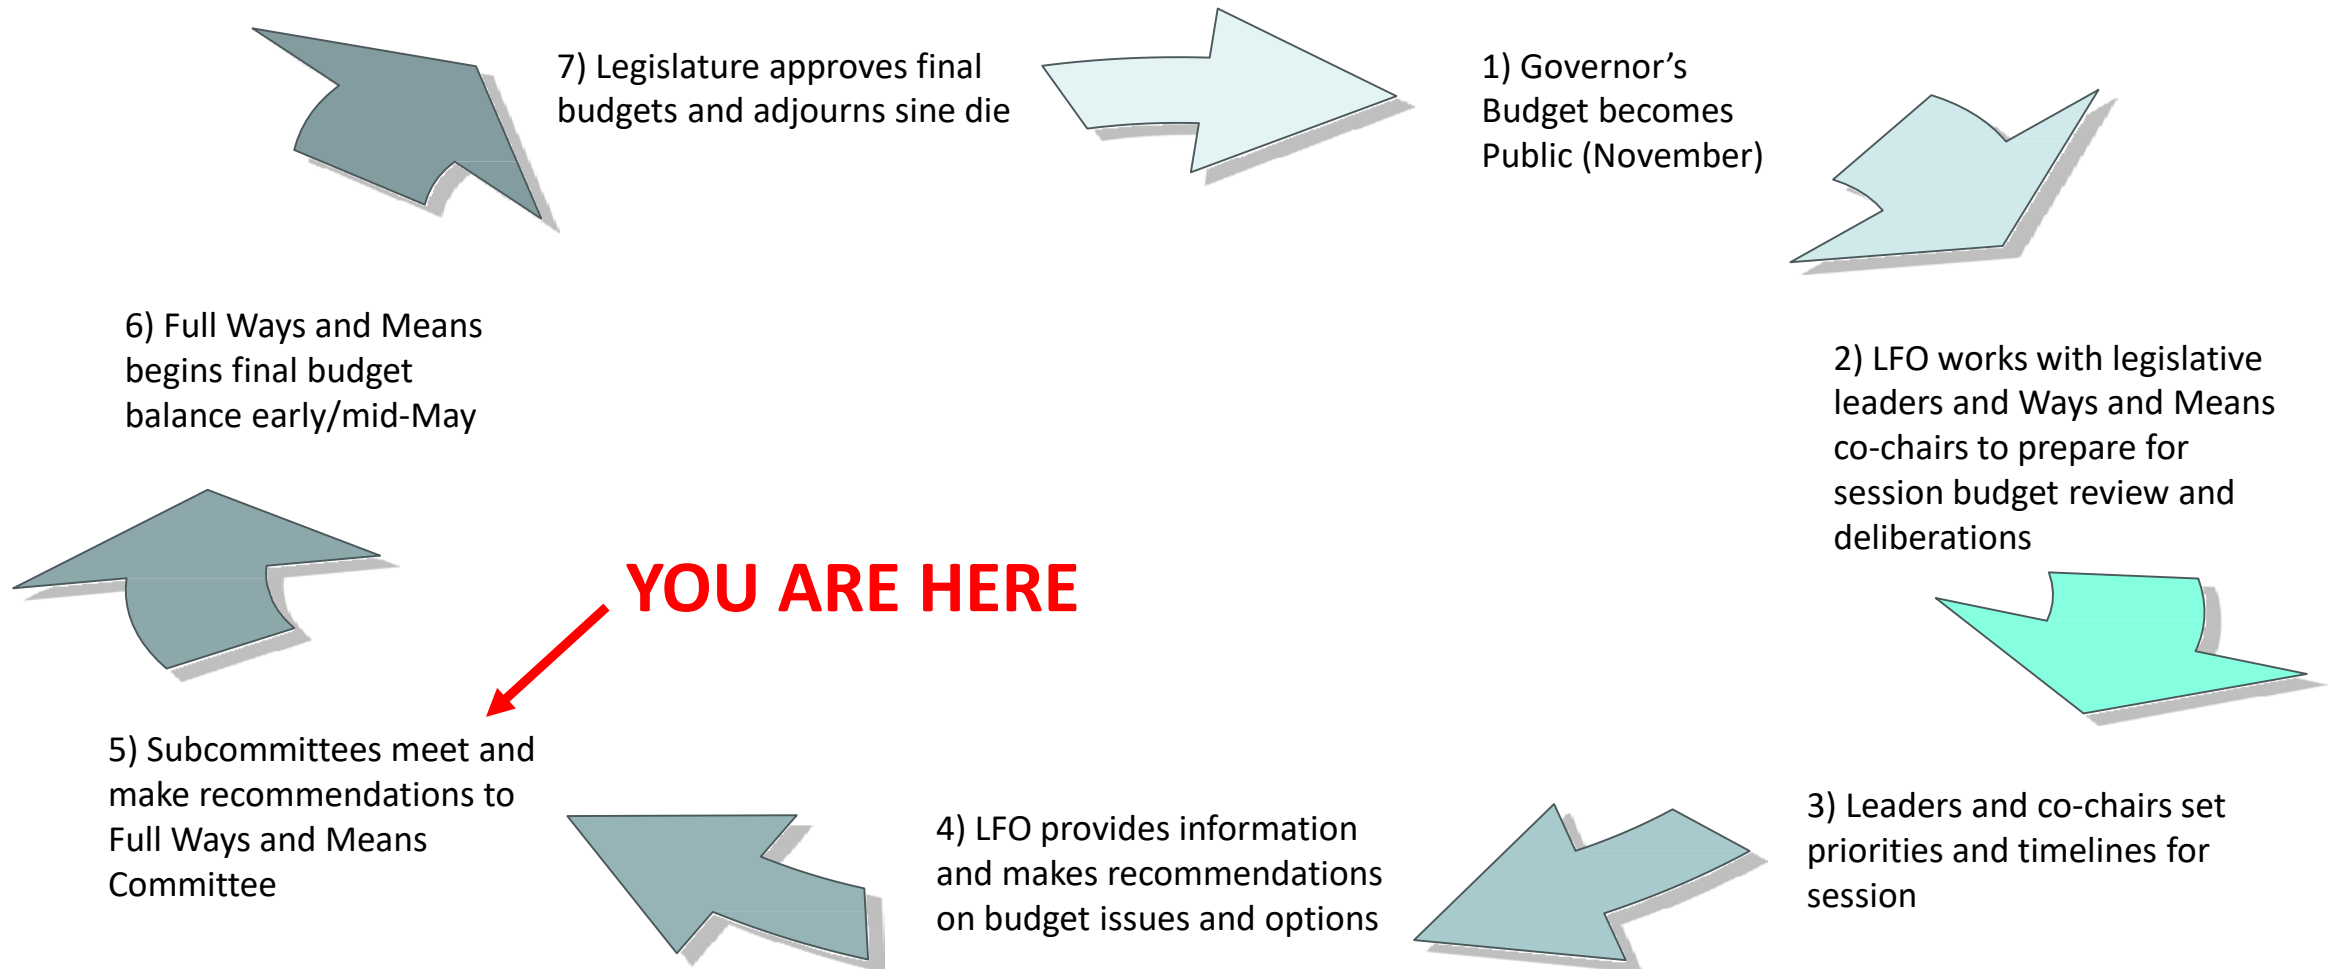 7) Legislature approves final
budgets and adjourns sine die
1) Governor’s
Budget becomes
Public (November)
2) LFO works with legislative
leaders and Ways and Means
co-chairs to prepare for
session budget review and
deliberations
3) Leaders and co-chairs set
priorities and timelines for
session
4) LFO provides information
and makes recommendations
on budget issues and options
5) Subcommittees meet and
make recommendations to
Full Ways and Means
Committee
6) Full Ways and Means
begins final budget
balance early/mid-May
YOU ARE HERE